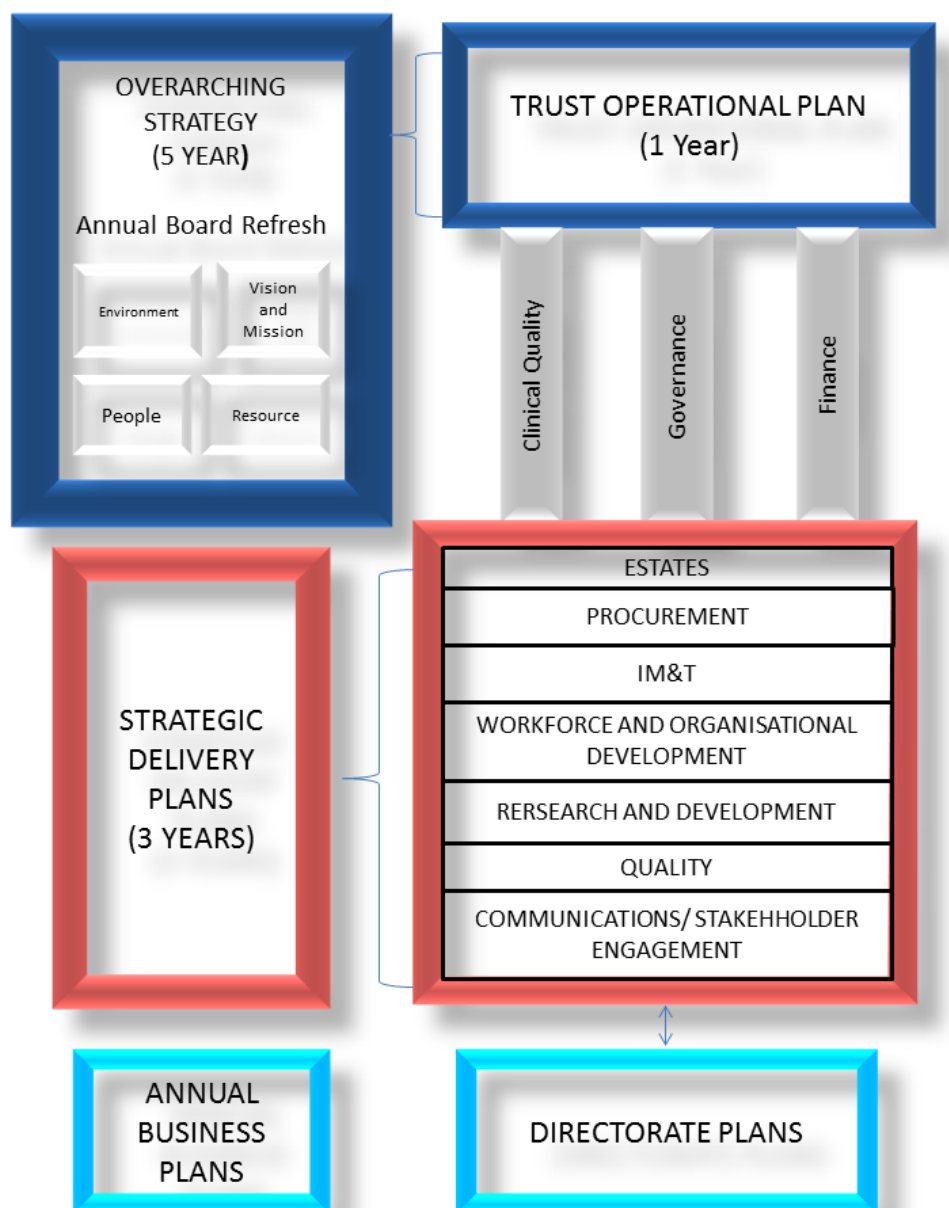 OVERARCHING
STRATEGY
(5 YEAR)
Annual Board Refresh
Environment
Vision
and
Mission
People
Resource
TRUST OPERATIONAL PLAN
(1 Year)
Clinical Quality
Governance
Finance
STRATEGIC
DELIVERY
PLANS
(3 YEARS)
ESTATES
PROCUREMENT
IM&T
WORKFORCE AND ORGANISATIONAL
DEVELOPMENT
RERSEARCH AND DEVELOPMENT
QUALITY
COMMUNICATIONS/ STAKEHHOLDER
ENGAGEMENT
ANNUAL
BUSINESS
PLANS
DIRECTORATE PLANS